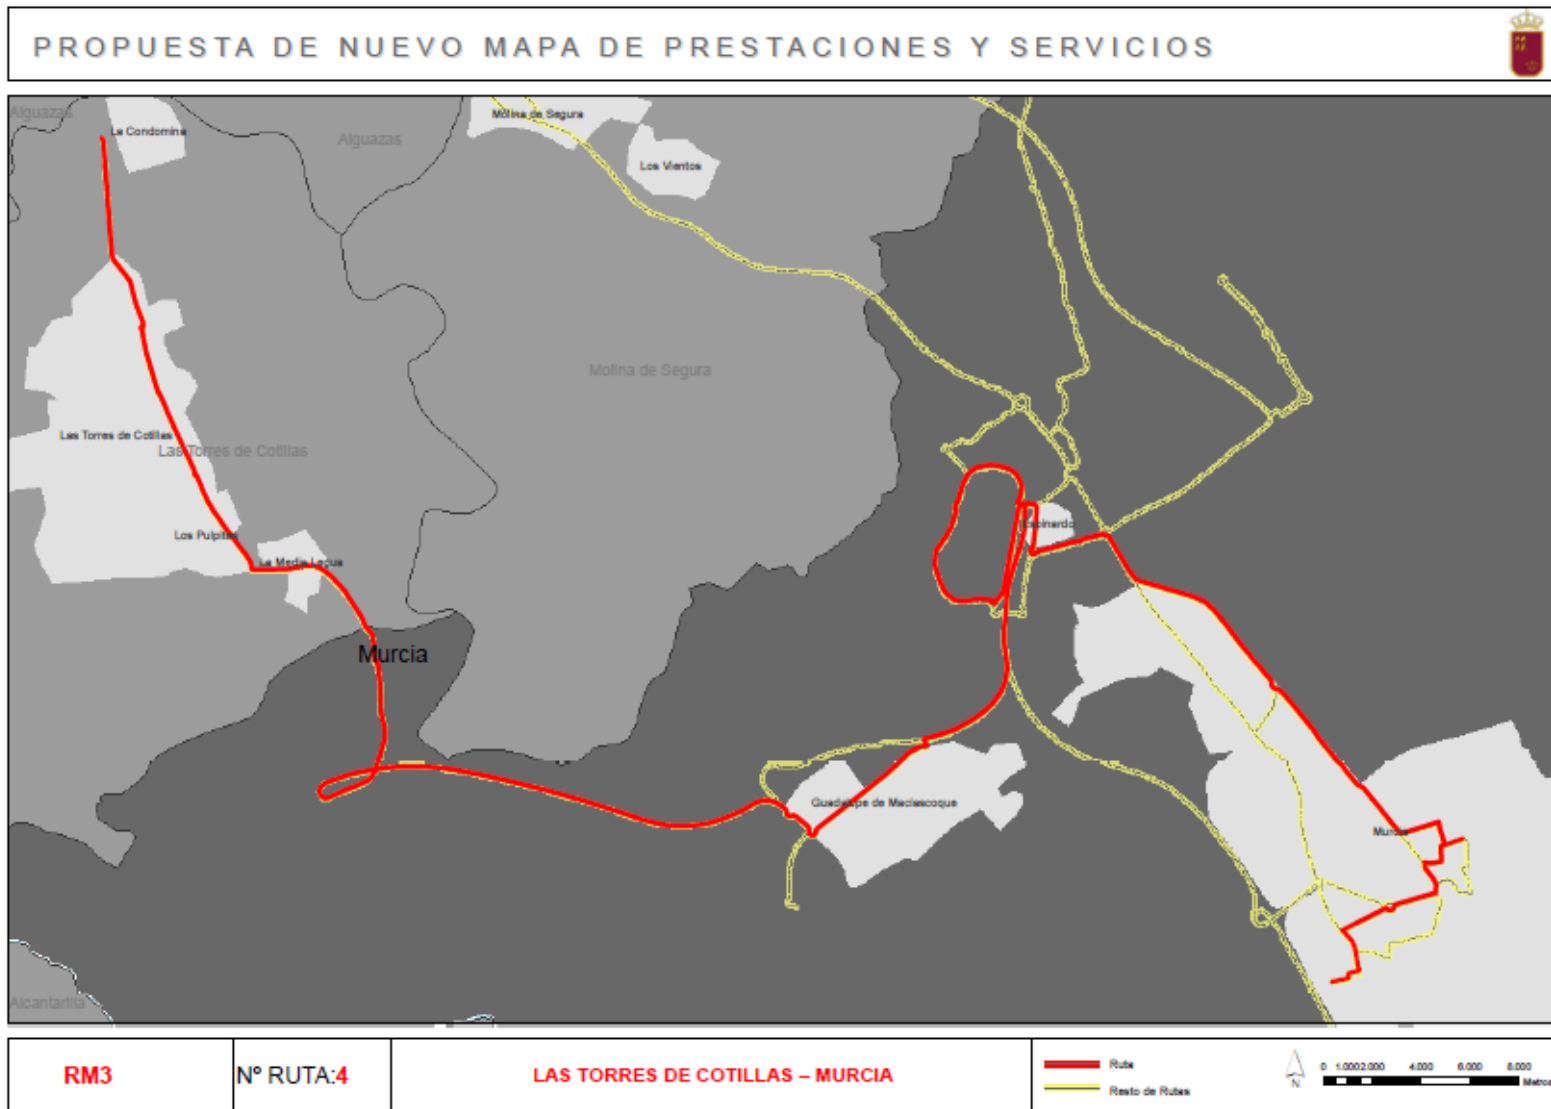 PROPUESTA DE NUEVO MAPA DE PRESTACIONES Y SERVICIOS
Alguazas
La Condomina
Alguazas
Molina de Segura
Los Vientos
Molina de Segura
Las Torres de Cotillas
Las Torres de Cotillas
Los Pulpites
La Media Legua
Espinardo
Murcia
Guadalupe de Maciascoque
Murcia
Alcantarilla
RM3
Nº RUTA:4
LAS TORRES DE COTILLAS – MURCIA
Ruta
Resto de Rutas
N
0 1.000 2.000 4.000 6.000 8.000
Metros